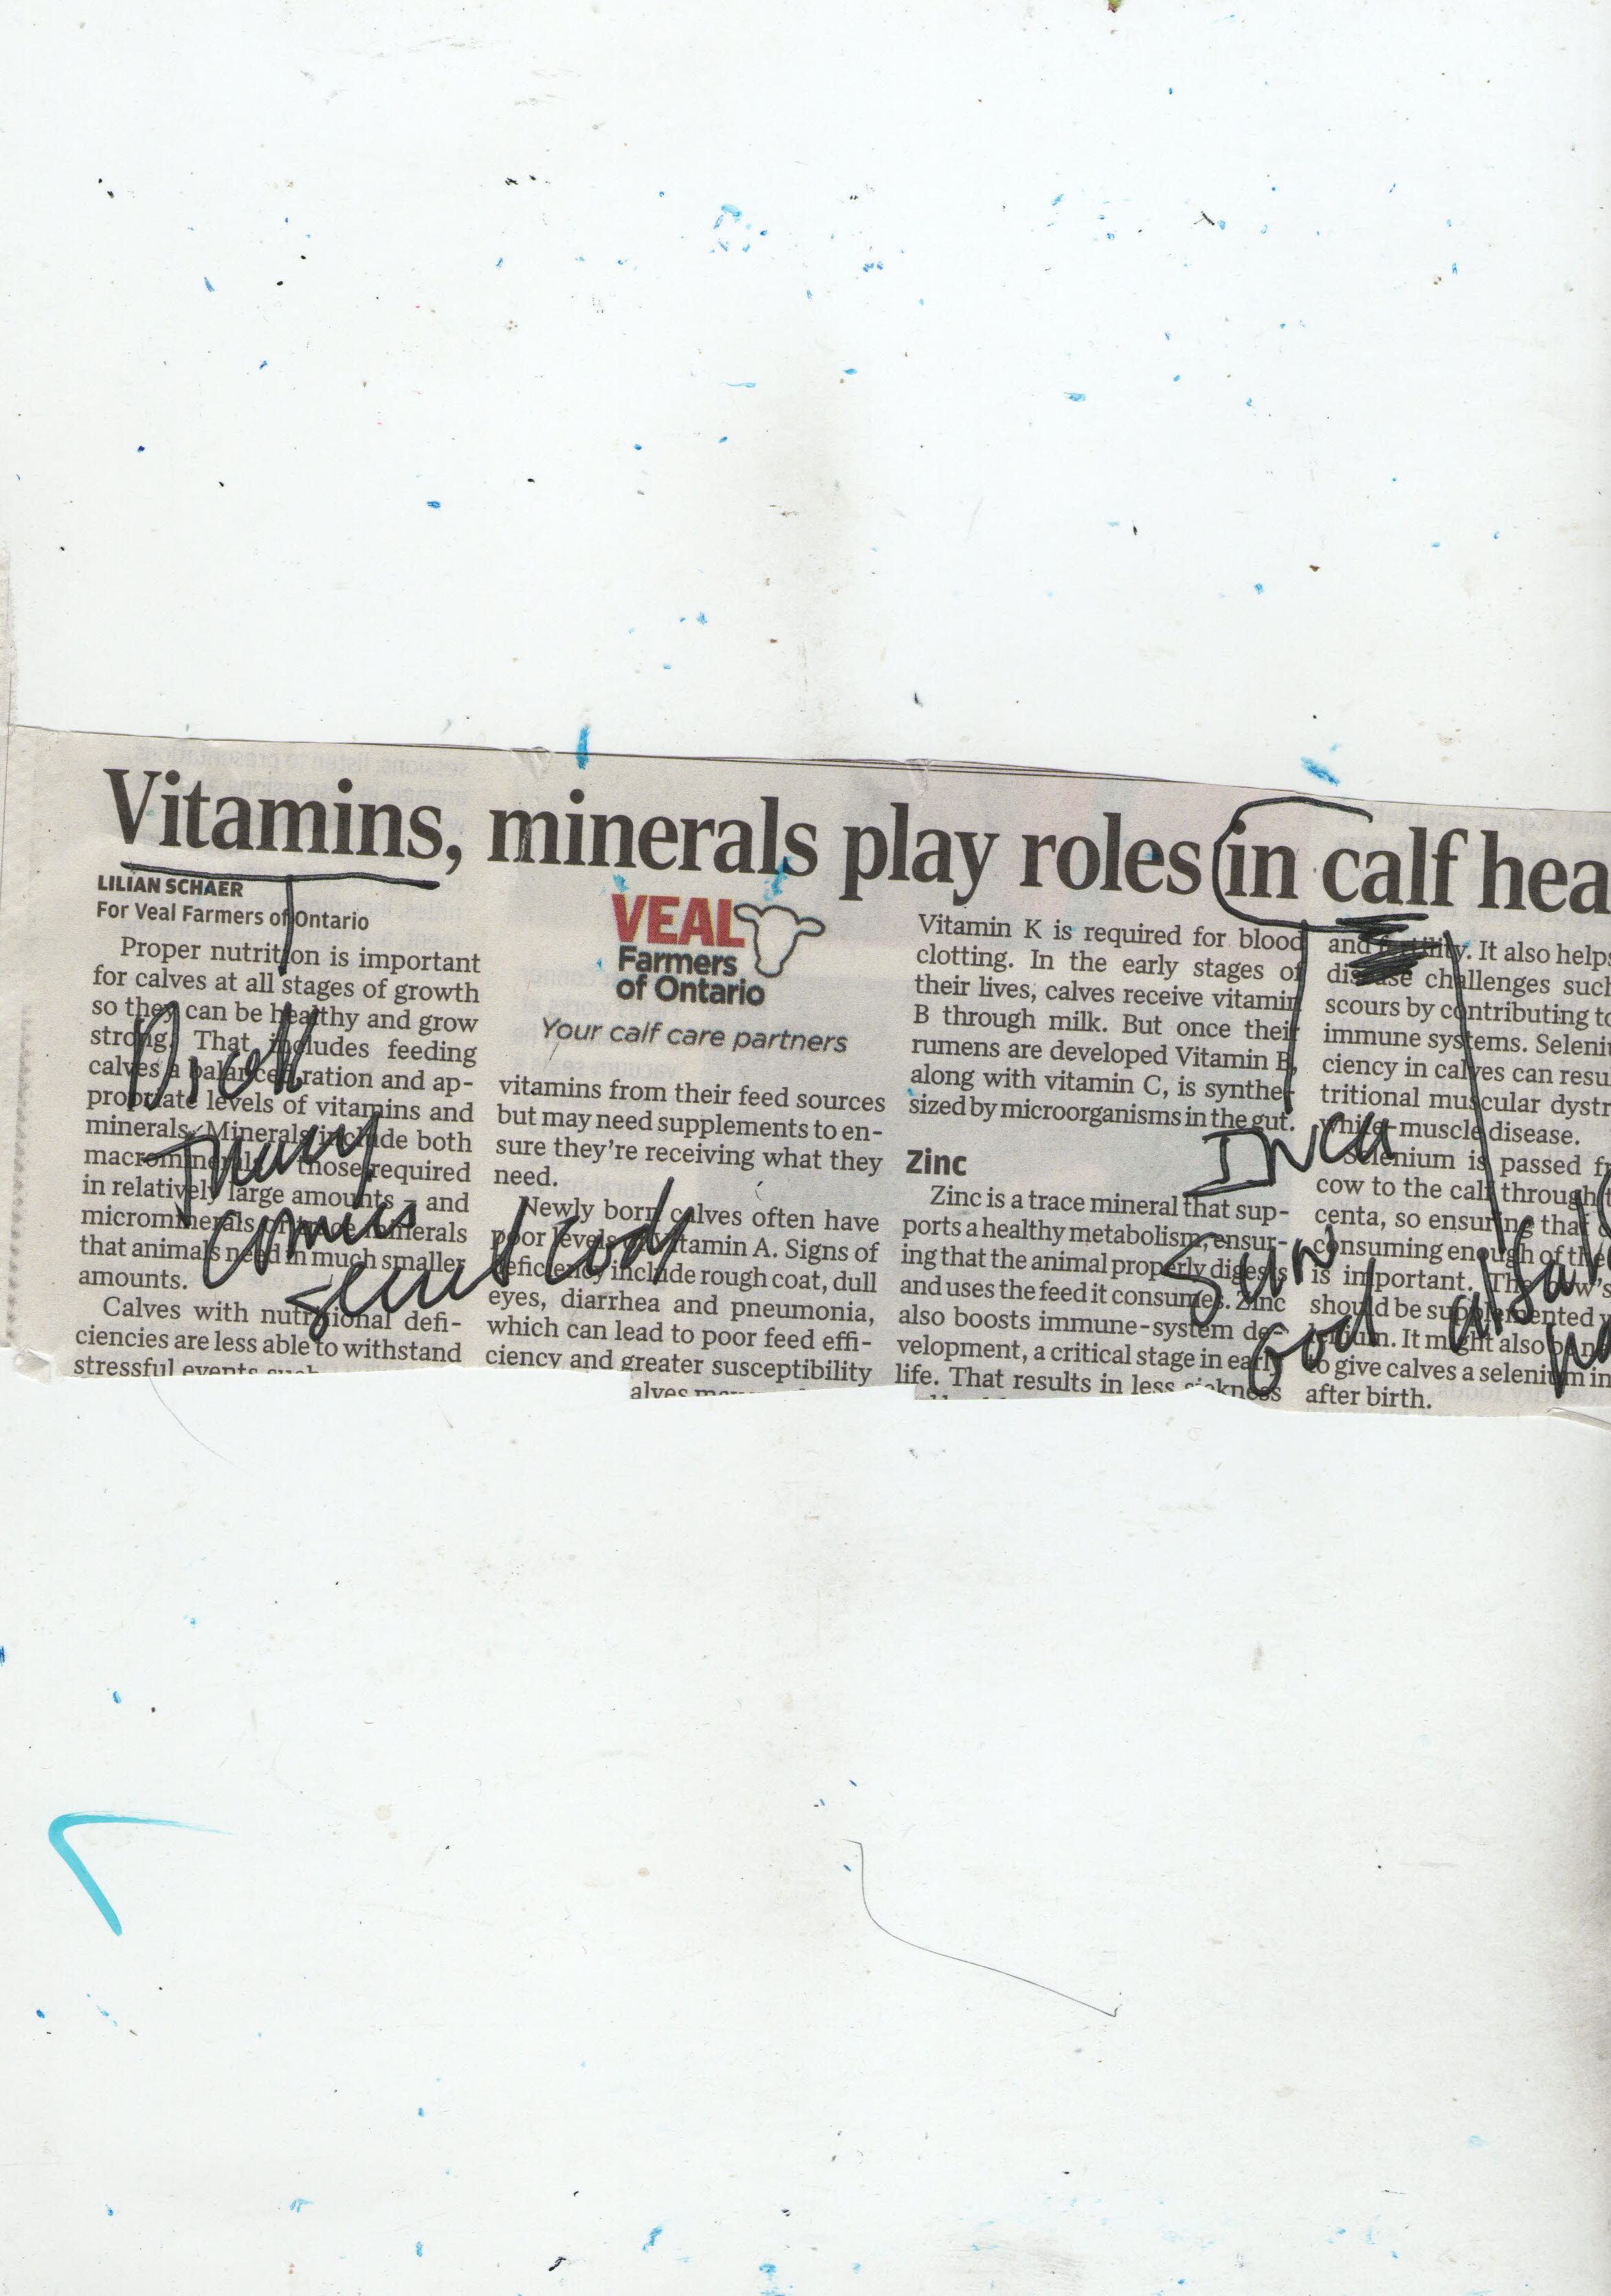 Vitamins, minerals play roles in calf hea
LILIAN SCHAER
For Veal Farmers of Ontario
Proper nutrition is important
for calves at all stages of growth
so they can be healthy and grow
strong. That includes feeding
calves a balanced ration and ap-
propriate levels of vitamins and
minerals. Minerals include both
macrominerals those required
in relatively large amounts – and
microminerals minerals
that animals need in much smaller
amounts.
Calves with nutritional defi-
ciencies are less able to withstand
stressful events such
VEAL
Farmers
of Ontario
Your calf care partners
vitamins from their feed sources
but may need supplements to en-
sure they're receiving what they
need.
Newly born calves often have
poor levels vitamin A. Signs of
deficiency include rough coat, dull
eyes, diarrhea and pneumonia,
which can lead to poor feed effi-
ciency and greater susceptibility
alves may
Vitamin K is required for blood
clotting. In the early stages of
their lives, calves receive vitamin
B through milk. But once their
rumens are developed Vitamin B,
along with vitamin C, is synthe-
sized by microorganisms in the gut.
Zinc
Zinc is a trace mineral that sup-
ports a healthy metabolism, ensur-
ing that the animal properly digests
and uses the feed it consumes. Zinc
also boosts immune-system de-
velopment, a critical stage in early
life. That results in less sickness
and fertility. It also helps
disease challenges such
scours by contributing to
immune systems. Seleni
ciency in calves can resu
tritional muscular dystr
white-muscle disease.
Selenium is passed f
cow to the calf through t
centa, so ensuring that
consuming enough of the
is important. The cow's
should be supplemented
lenium. It might also be
to give calves a selenium in
after birth.